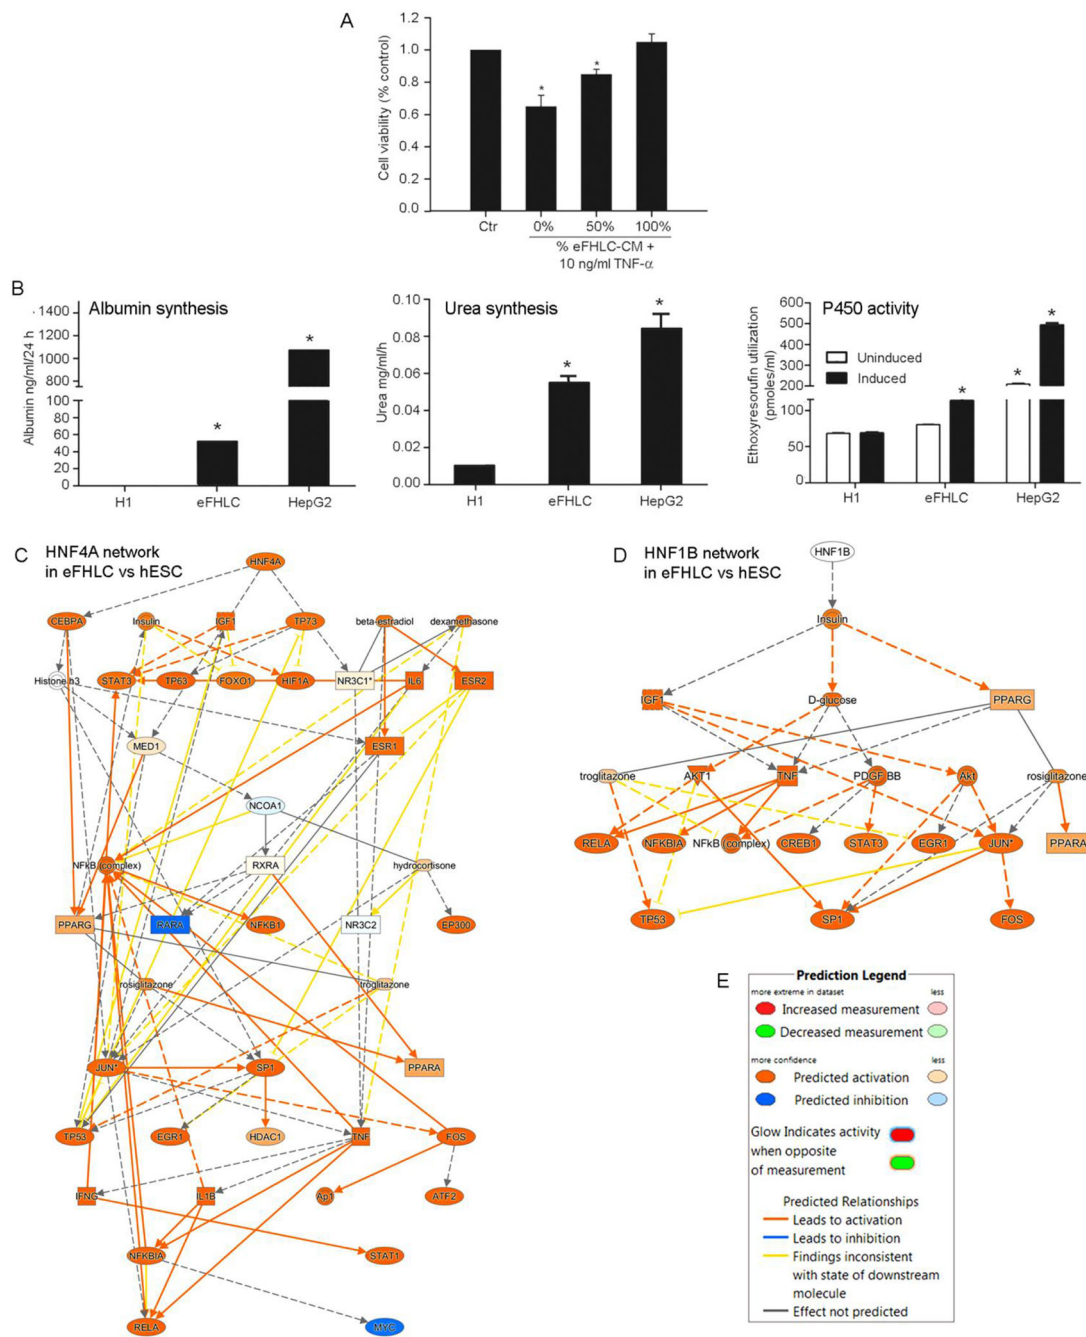 A
1.2
1.0
0.8
0.6
0.4
0.2
0.0
Cell viability (% control)
*
*
Ctr
0%
50%
100%
% eFHLC-CM +
10 ng/ml TNF-α
B
Albumin synthesis
1400
1200
1000
800
100
80
60
40
20
0
Albumin ng/ml/24 h
*
*
H1
eFHLC
HepG2
Urea synthesis
0.10
0.08
0.06
0.04
0.02
0.00
Urea mg/ml/h
*
*
H1
eFHLC
HepG2
P450 activity
600
500
400
300
200
100
50
0
Ethoxyresorufin utilization
(pmoles/ml)
Uninduced
Induced
*
*
*
H1
eFHLC
HepG2
C
HNF4A network
in eFHLC vs hESC
HNF4A
CEBPA
Insulin
IGF1
TP73
beta-estradiol
dexamethasone
Histone h3
STAT3
TP63
FOXO1
HIF1A
NR3C1*
IL6
ESR2
MED1
ESR1
NCOA1
NFkB (complex)
RXRA
hydrocortisone
PPARG
RARA
NFKB1
NR3C2
EP300
rosiglitazone
troglitazone
JUN*
SP1
PPARA
TP53
EGR1
HDAC1
TNF
FOS
IFNG
IL1B
Ap1
ATF2
NFKBIA
STAT1
RELA
MYC
D
HNF1B network
in eFHLC vs hESC
HNF1B
Insulin
IGF1
D-glucose
PPARG
troglitazone
AKT1
TNF
PDGF BB
Akt
rosiglitazone
RELA
NFKBIA
NFkB (complex)
CREB1
STAT3
EGR1
JUN*
PPARA
TP53
SP1
FOS
E
Prediction Legend
more extreme in dataset
less
Increased measurement
Decreased measurement
more confidence
less
Predicted activation
Predicted inhibition
Glow Indicates activity
when opposite
of measurement
Predicted Relationships
Leads to activation
Leads to inhibition
Findings inconsistent
with state of downstream
molecule
Effect not predicted